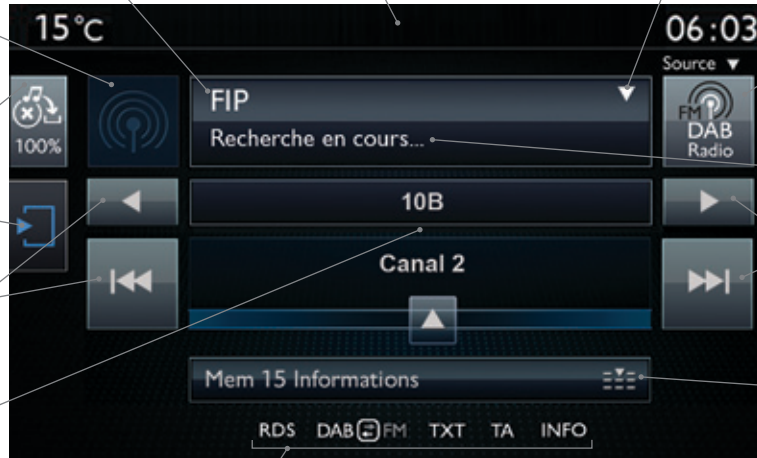 15°C
06:03
Source
100%
FIP
Recherche en cours...
FM
DAB
Radio
10B
Canal 2
Mem 15 Informations
RDS DAB FM TXT TA INFO